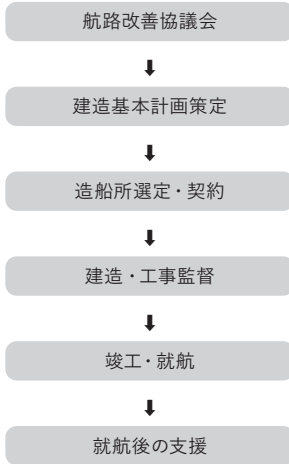 航路改善協議会
建造基本計画策定
造船所選定・契約
建造・工事監督
竣工・就航
就航後の支援